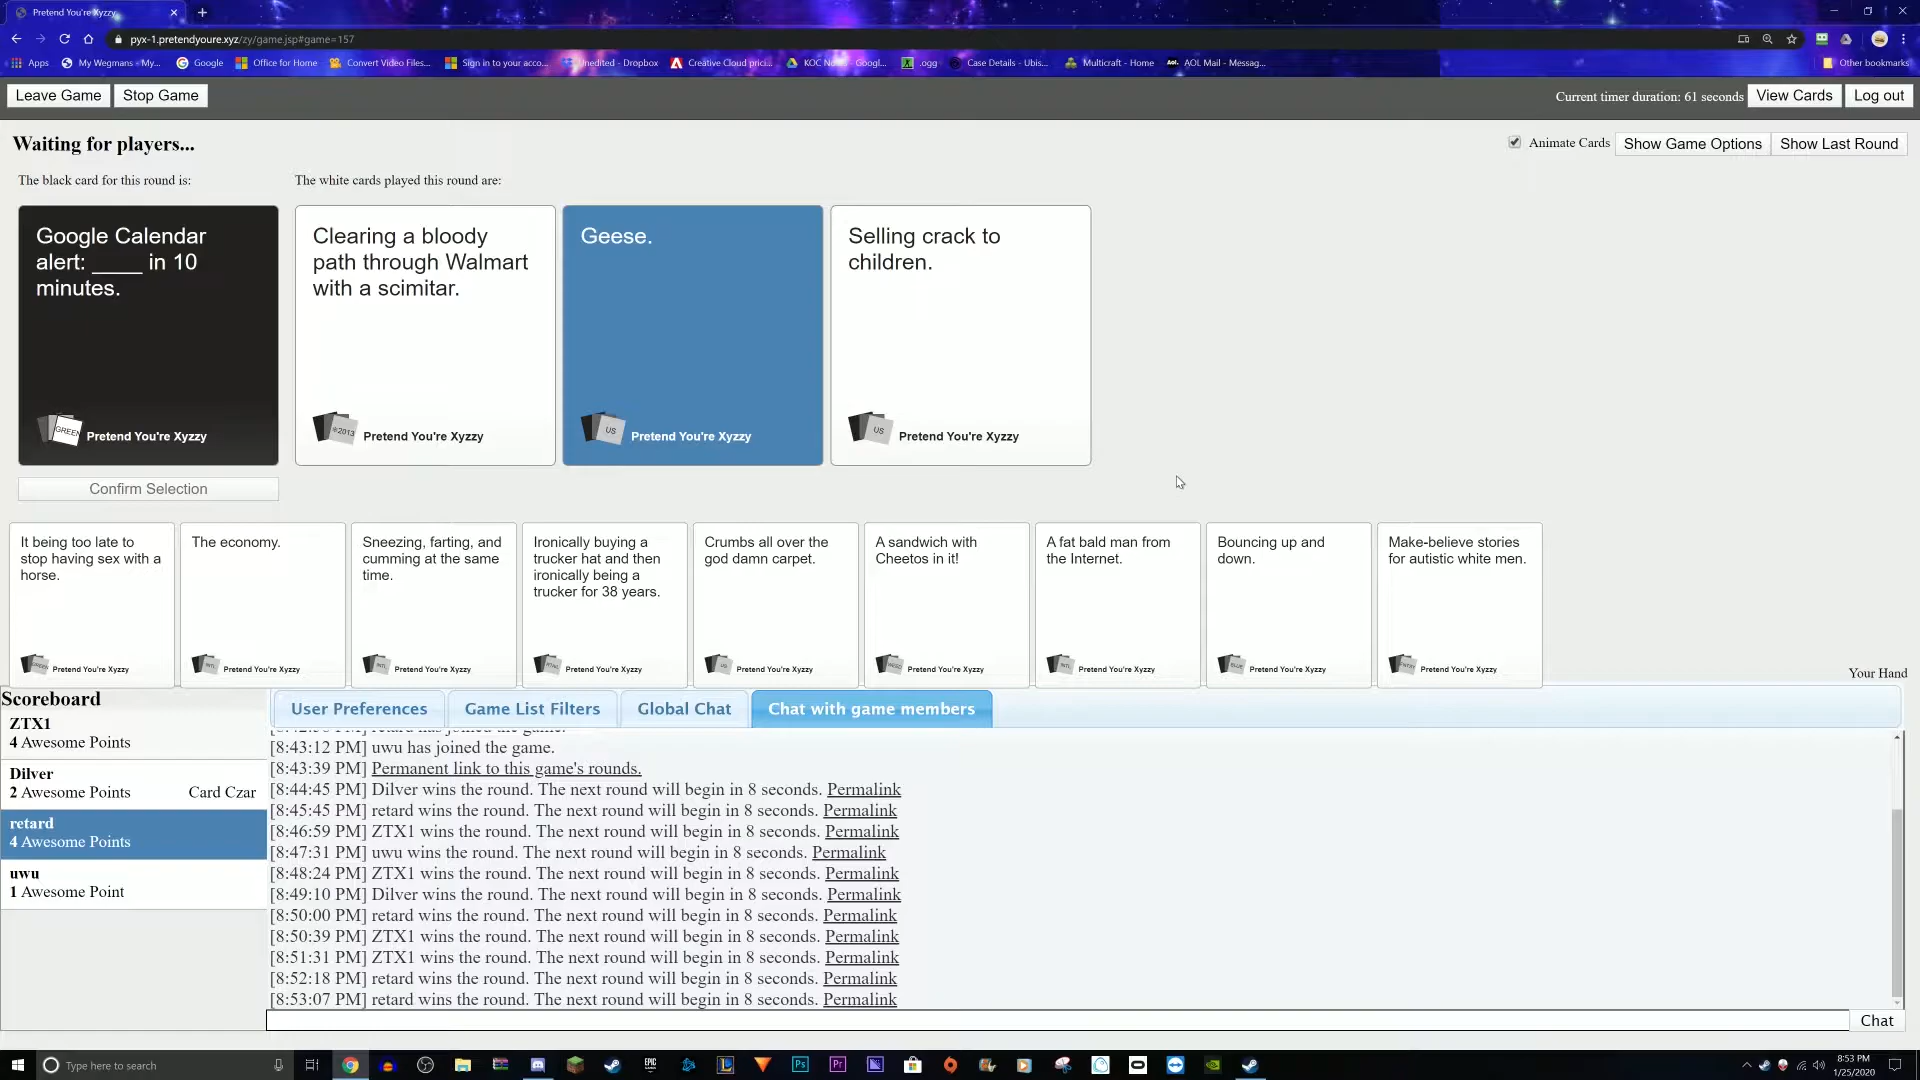 Pretend You're Xyzzy
pyx-1.pretendyoure.xyz/zy/game.jsp#game=157
Apps
My Wegmans - My...
Google
Office for Home
Convert Video Files...
Sign in to your acco...
Unedited - Dropbox
Creative Cloud prici...
KOC No
- Googl...
.ogg
Case Details - Ubis...
Multicraft - Home
AOL Mail - Messag...
Other bookmarks
Leave Game
Stop Game
Current timer duration: 61 seconds
View Cards
Log out
Waiting for players...
Animate Cards
Show Game Options
Show Last Round
The black card for this round is:
The white cards played this round are:
Google Calendar
alert: ____ in 10
minutes.
GREEN
Pretend You're Xyzzy
Clearing a bloody
path through Walmart
with a scimitar.
2013
Pretend You're Xyzzy
Geese.
US
Pretend You're Xyzzy
Selling crack to
children.
US
Pretend You're Xyzzy
Confirm Selection
It being too late to
stop having sex with a
horse.
Pretend You're Xyzzy
The economy.
Pretend You're Xyzzy
Sneezing, farting, and
cumming at the same
time.
Pretend You're Xyzzy
Ironically buying a
trucker hat and then
ironically being a
trucker for 38 years.
Pretend You're Xyzzy
Crumbs all over the
god damn carpet.
Pretend You're Xyzzy
A sandwich with
Cheetos in it!
Pretend You're Xyzzy
A fat bald man from
the Internet.
Pretend You're Xyzzy
Bouncing up and
down.
Pretend You're Xyzzy
Make-believe stories
for autistic white men.
Pretend You're Xyzzy
Your Hand
Scoreboard
ZTX1
4 Awesome Points
Dilver
2 Awesome Points
Card Czar
retard
4 Awesome Points
uwu
1 Awesome Point
User Preferences
Game List Filters
Global Chat
Chat with game members
retard has joined the game.
[8:43:12 PM] uwu has joined the game.
[8:43:39 PM] Permanent link to this game's rounds.
[8:44:45 PM] Dilver wins the round. The next round will begin in 8 seconds. Permalink
[8:45:45 PM] retard wins the round. The next round will begin in 8 seconds. Permalink
[8:46:59 PM] ZTX1 wins the round. The next round will begin in 8 seconds. Permalink
[8:47:31 PM] uwu wins the round. The next round will begin in 8 seconds. Permalink
[8:48:24 PM] ZTX1 wins the round. The next round will begin in 8 seconds. Permalink
[8:49:10 PM] Dilver wins the round. The next round will begin in 8 seconds. Permalink
[8:50:00 PM] retard wins the round. The next round will begin in 8 seconds. Permalink
[8:50:39 PM] ZTX1 wins the round. The next round will begin in 8 seconds. Permalink
[8:51:31 PM] ZTX1 wins the round. The next round will begin in 8 seconds. Permalink
[8:52:18 PM] retard wins the round. The next round will begin in 8 seconds. Permalink
[8:53:07 PM] retard wins the round. The next round will begin in 8 seconds. Permalink
Chat
Type here to search
EPIC
Ps
Pr
8:53 PM
1/25/2020